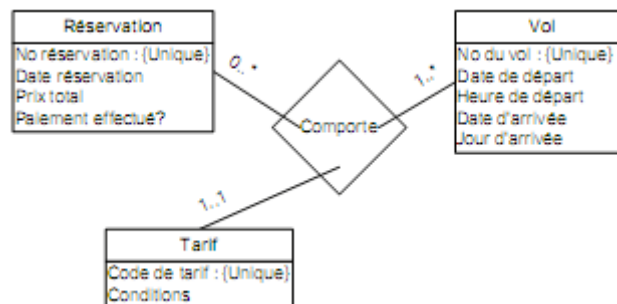 Réservation
No réservation : {Unique}
Date réservation
Prix total
Paiement effectué?
0..*
Comporte
1..*
Vol
No du vol : {Unique}
Date de départ
Heure de départ
Date d'arrivée
Jour d'arrivée
1..1
Tarif
Code de tarif : {Unique}
Conditions